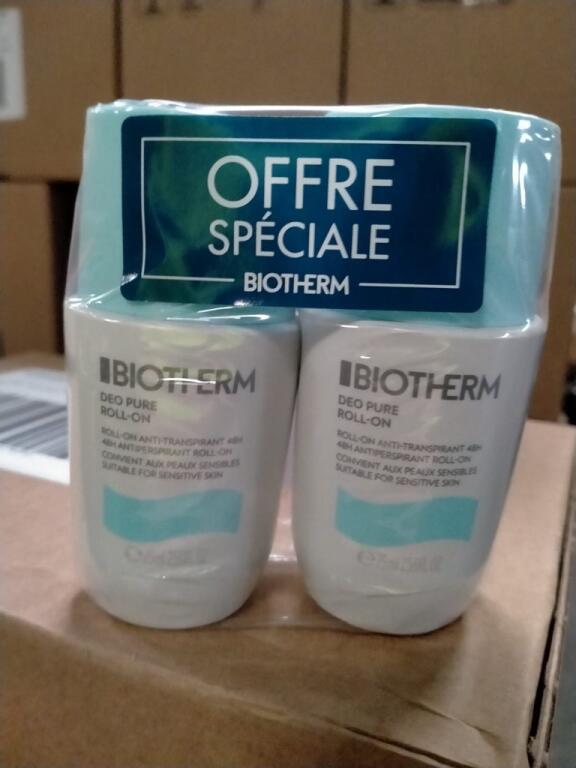 OFFRE
SPÉCIALE
BIOTHERM
BIOTHERM
DEO PURE
ROLL-ON
ROLL-ON ANTI-TRANSPIRANT 48H
48H ANTIPERSPIRANT ROLL-ON
CONVIENT AUX PEAUX SENSIBLES
SUITABLE FOR SENSITIVE SKIN
BIOTHERM
DEO PURE
ROLL-ON
ROLL-ON ANTI-TRANSPIRANT 48H
48H ANTIPERSPIRANT ROLL-ON
CONVIENT AUX PEAUX SENSIBLES
SUITABLE FOR SENSITIVE SKIN
℮75ml